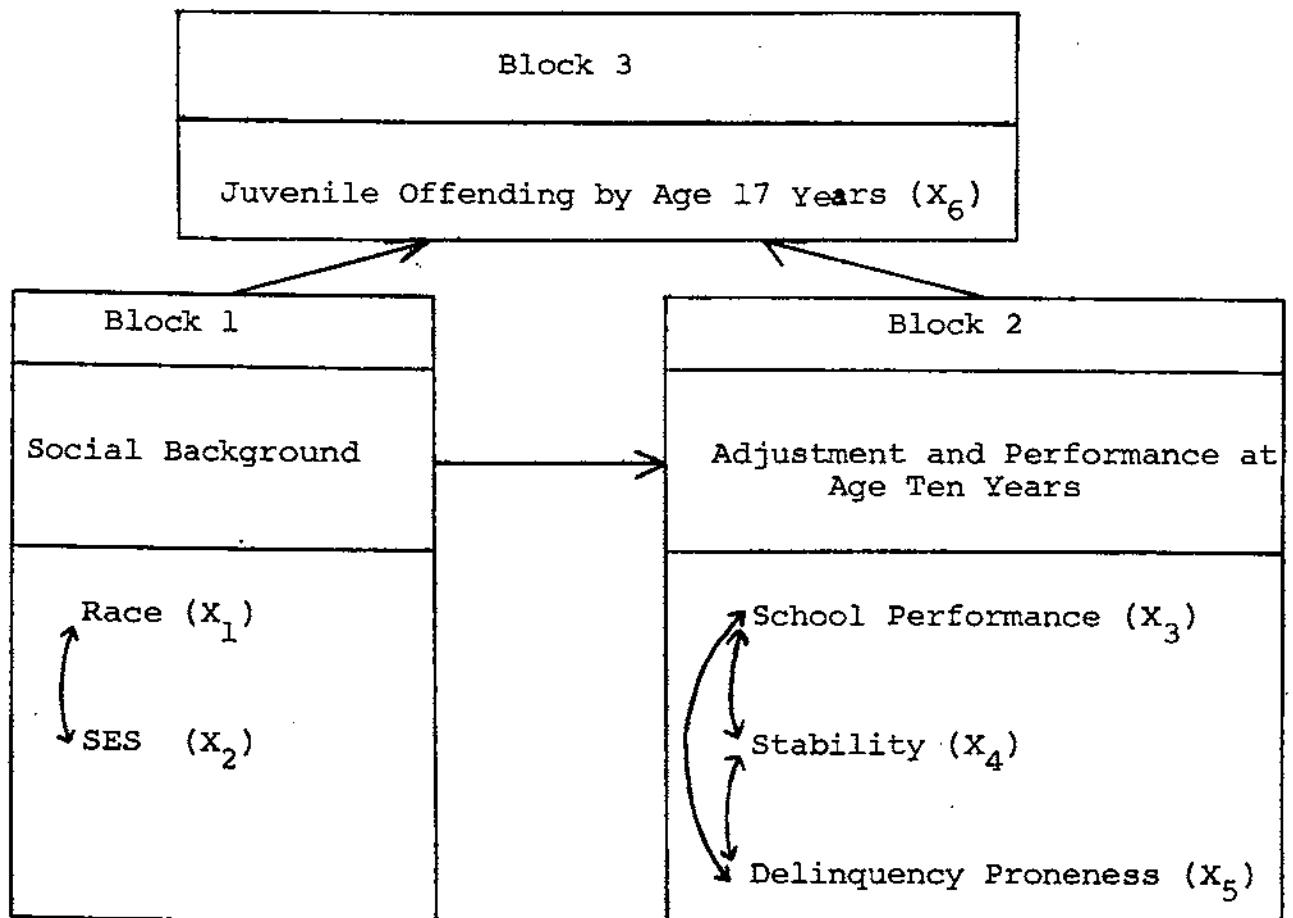 Block 3
Juvenile Offending by Age 17 Years (X₆)
Block 1
Social Background
Race (X₁)
SES (X₂)
Block 2
Adjustment and Performance at
Age Ten Years
School Performance (X₃)
Stability (X₄)
Delinquency Proneness (X₅)